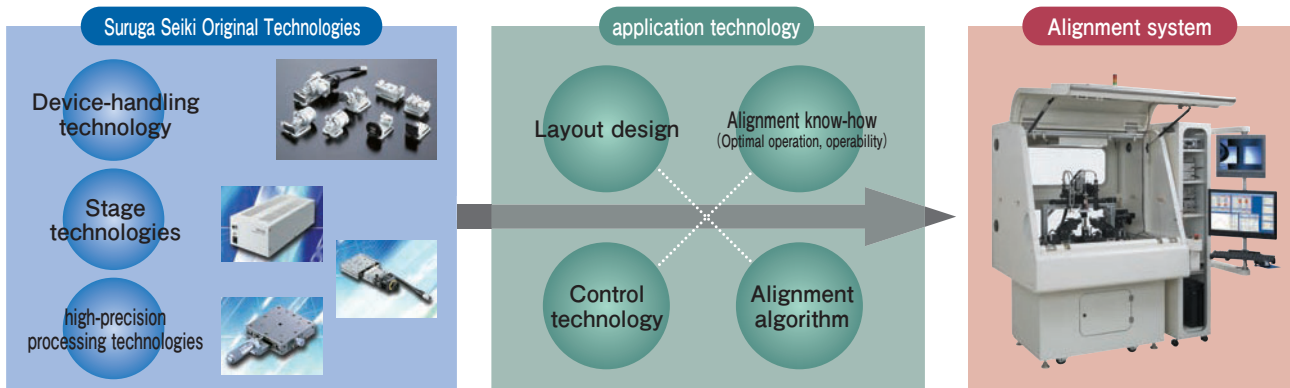 Suruga Seiki Original Technologies
Device-handling
technology
Stage
technologies
high-precision
processing technologies
application technology
Layout design
Alignment know-how
(Optimal operation, operability)
Control
technology
Alignment
algorithm
Alignment system